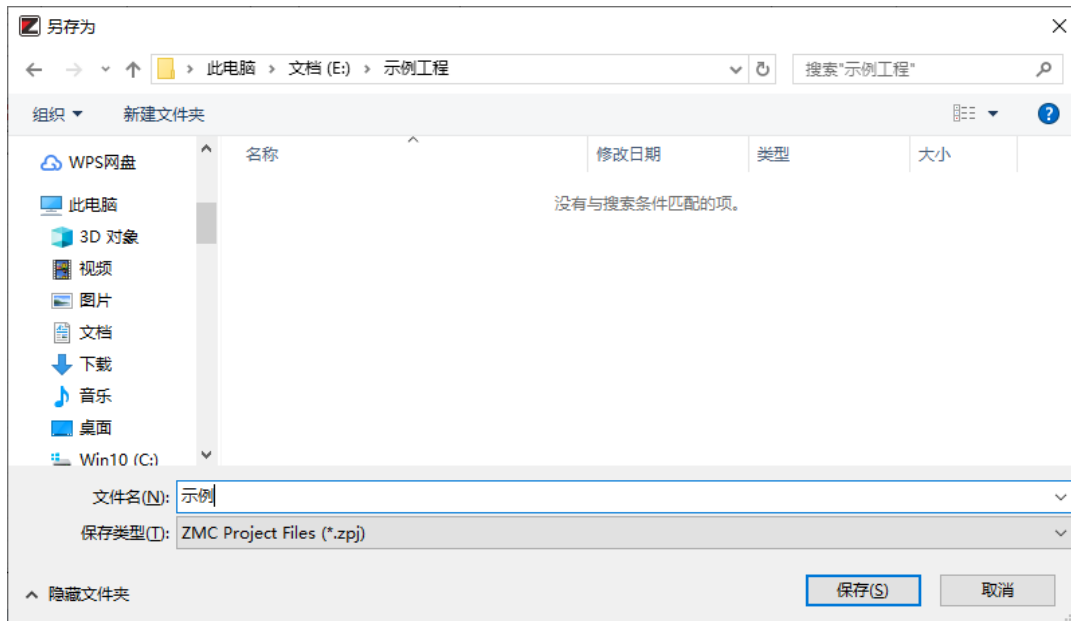 另存为
此电脑 › 文档 (E:) › 示例工程
搜索"示例工程"
组织
新建文件夹
名称
修改日期
类型
大小
没有与搜索条件匹配的项。
WPS网盘
此电脑
3D 对象
视频
图片
文档
下载
音乐
桌面
Win10 (C:)
文件名(N): 示例
保存类型(T): ZMC Project Files (*.zpj)
隐藏文件夹
保存(S)
取消